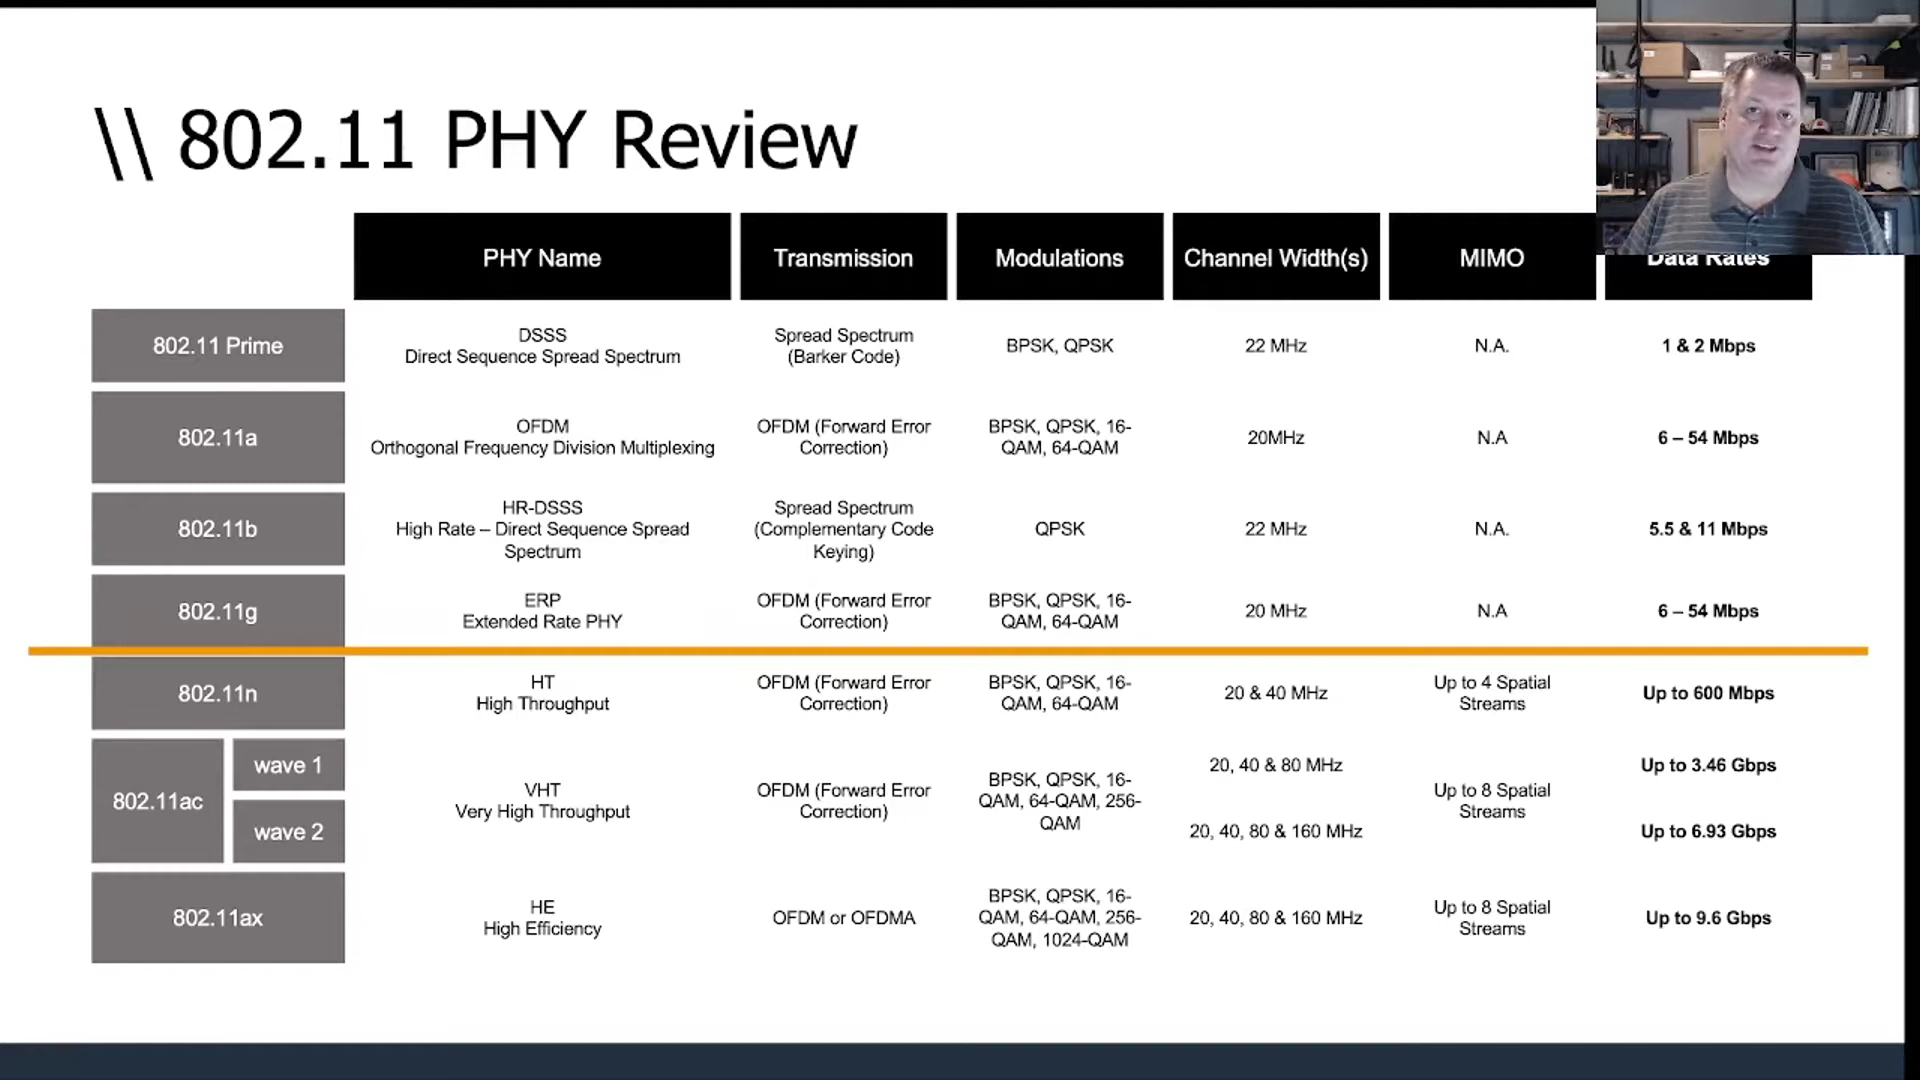 \\ 802.11 PHY Review
PHY Name
Transmission
Modulations
Channel Width(s)
MIMO
Data Rates
802.11 Prime
DSSS
Direct Sequence Spread Spectrum
Spread Spectrum
(Barker Code)
BPSK, QPSK
22 MHz
N.A.
1 & 2 Mbps
802.11a
OFDM
Orthogonal Frequency Division Multiplexing
OFDM (Forward Error
Correction)
BPSK, QPSK, 16-
QAM, 64-QAM
20MHz
N.A
6 – 54 Mbps
802.11b
HR-DSSS
High Rate – Direct Sequence Spread
Spectrum
Spread Spectrum
(Complementary Code
Keying)
QPSK
22 MHz
N.A.
5.5 & 11 Mbps
802.11g
ERP
Extended Rate PHY
OFDM (Forward Error
Correction)
BPSK, QPSK, 16-
QAM, 64-QAM
20 MHz
N.A
6 – 54 Mbps
802.11n
HT
High Throughput
OFDM (Forward Error
Correction)
BPSK, QPSK, 16-
QAM, 64-QAM
20 & 40 MHz
Up to 4 Spatial
Streams
Up to 600 Mbps
802.11ac
wave 1
wave 2
VHT
Very High Throughput
OFDM (Forward Error
Correction)
BPSK, QPSK, 16-
QAM, 64-QAM, 256-
QAM
20, 40 & 80 MHz
20, 40, 80 & 160 MHz
Up to 8 Spatial
Streams
Up to 3.46 Gbps
Up to 6.93 Gbps
802.11ax
HE
High Efficiency
OFDM or OFDMA
BPSK, QPSK, 16-
QAM, 64-QAM, 256-
QAM, 1024-QAM
20, 40, 80 & 160 MHz
Up to 8 Spatial
Streams
Up to 9.6 Gbps